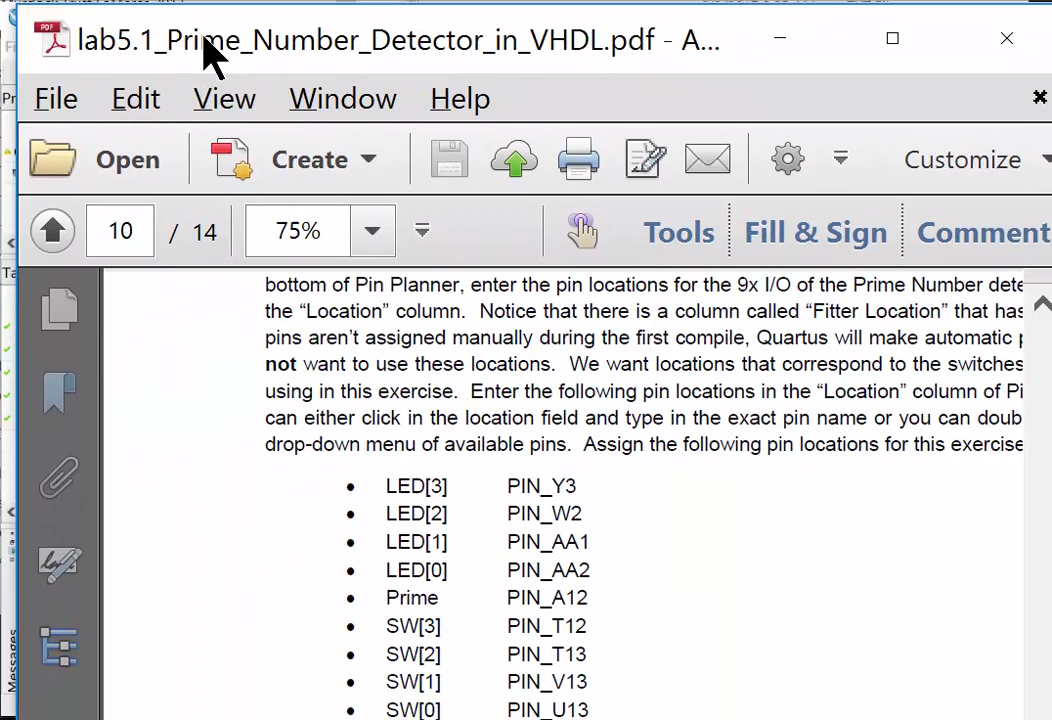 lab5.1_Prime_Number_Detector_in_VHDL.pdf - A...
File Edit View Window Help
Open Create Customize
10 / 14 75% Tools Fill & Sign Comment
bottom of Pin Planner, enter the pin locations for the 9x I/O of the Prime Number dete
the “Location” column. Notice that there is a column called “Fitter Location” that has
pins aren’t assigned manually during the first compile, Quartus will make automatic p
not want to use these locations. We want locations that correspond to the switches
using in this exercise. Enter the following pin locations in the “Location” column of Pi
can either click in the location field and type in the exact pin name or you can doub
drop-down menu of available pins. Assign the following pin locations for this exercise
• LED[3] PIN_Y3
• LED[2] PIN_W2
• LED[1] PIN_AA1
• LED[0] PIN_AA2
• Prime PIN_A12
• SW[3] PIN_T12
• SW[2] PIN_T13
• SW[1] PIN_V13
• SW[0] PIN_U13
Messages